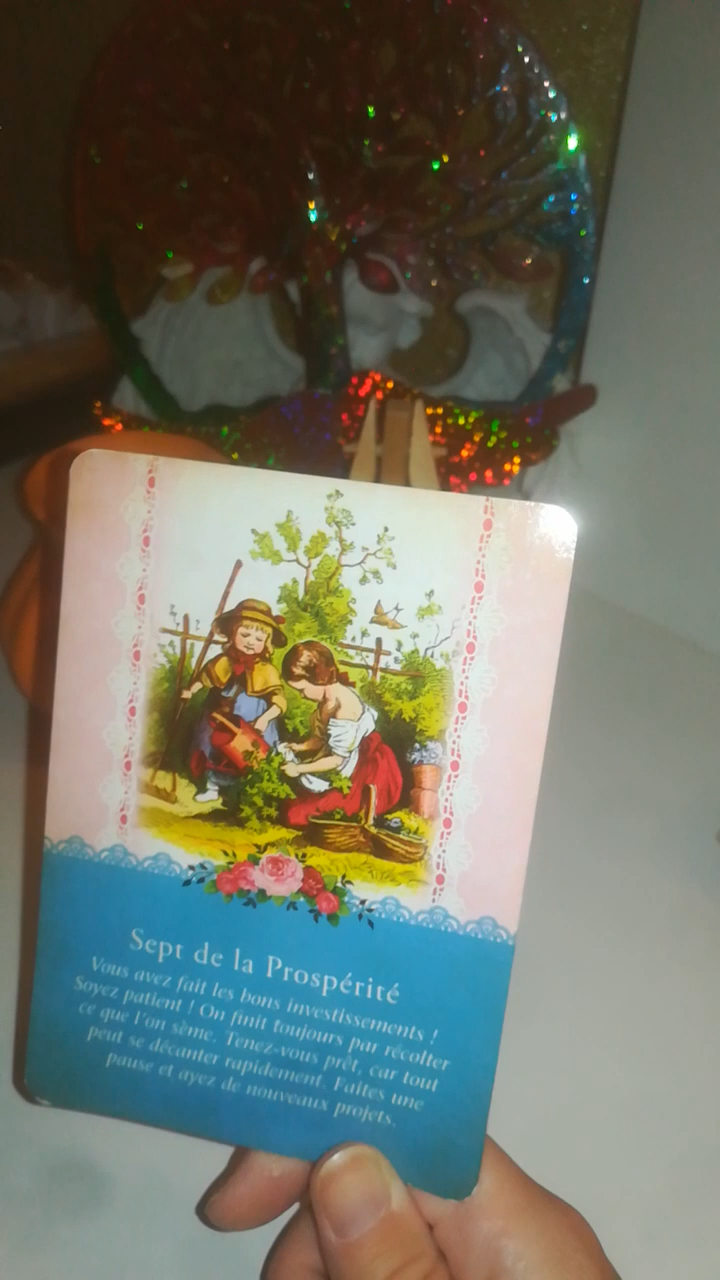 Sept de la Prospérité
Vous avez fait les bons investissements !
Soyez patient ! On finit toujours par récolter
ce que l'on sème. Tenez-vous prêt, car tout
peut se décanter rapidement. Faites une
pause et ayez de nouveaux projets.